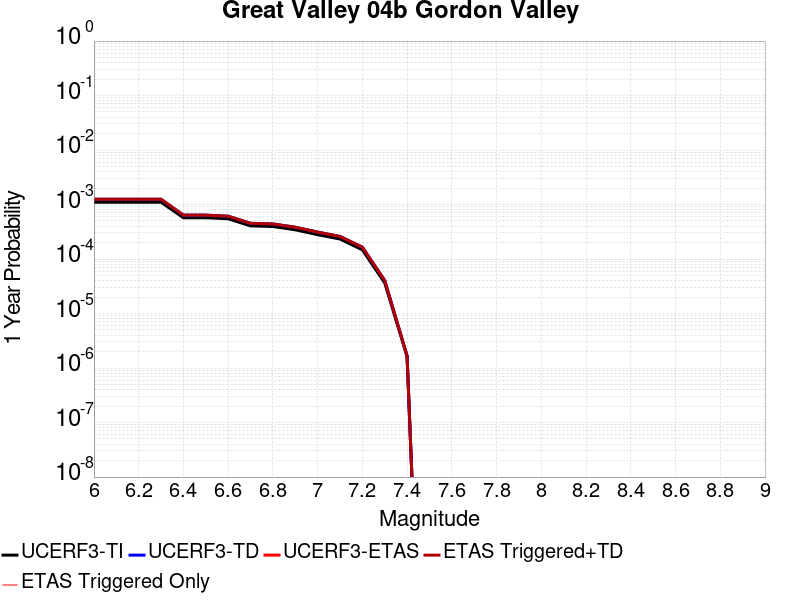 Great Valley 04b Gordon Valley
10^0
10^-1
10^-2
10^-3
10^-4
10^-5
10^-6
10^-7
10^-8
1 Year Probability
6 6.2 6.4 6.6 6.8 7 7.2 7.4 7.6 7.8 8 8.2 8.4 8.6 8.8 9
Magnitude
UCERF3-TI UCERF3-TD UCERF3-ETAS ETAS Triggered+TD
ETAS Triggered Only